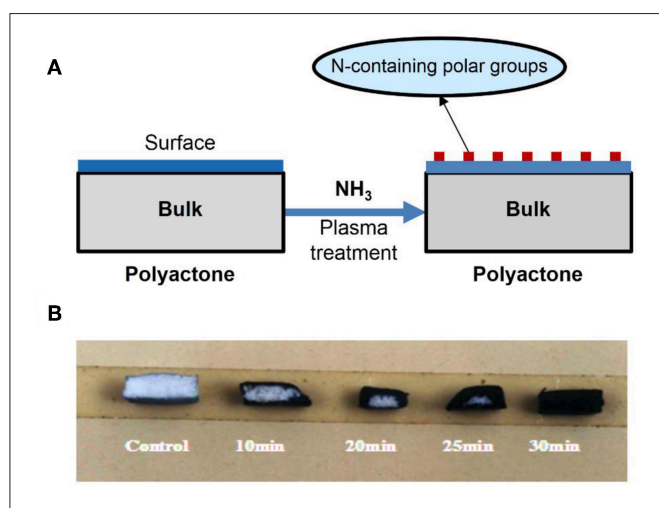 A
N-containing polar groups
Surface
Bulk
NH₃
Plasma
treatment
Bulk
Polyactone
Polyactone
B
Control
10min
20min
25min
30min